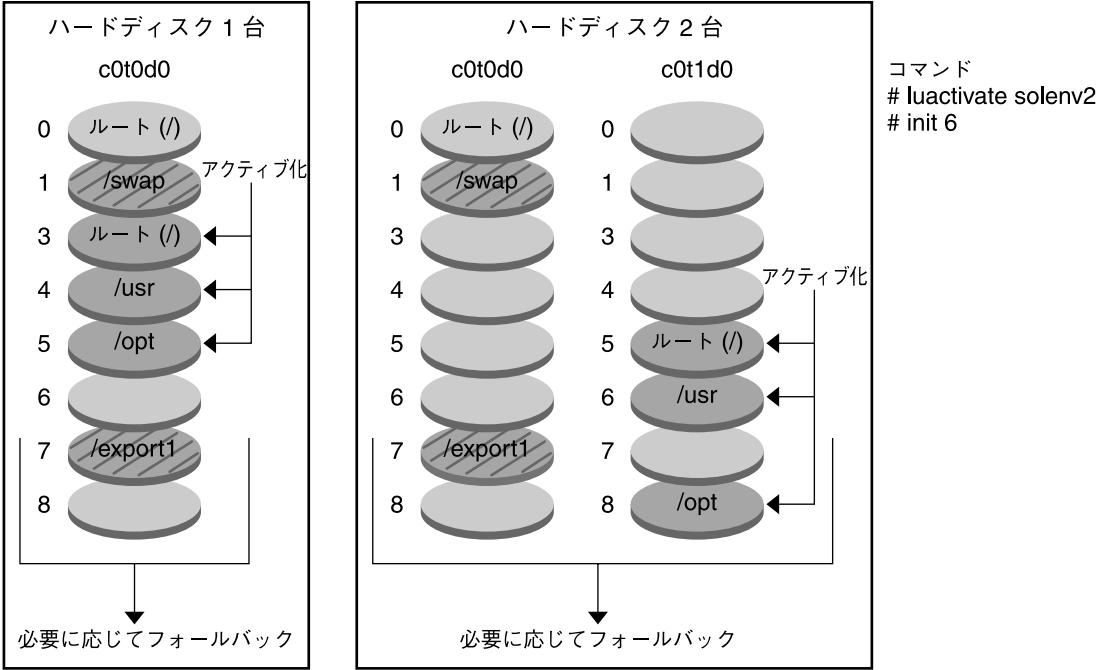 ハードディスク 1 台
c0t0d0
0 ルート (/)
1 /swap
アクティブ化
3 ルート (/)
4 /usr
5 /opt
6
7 /export1
8
必要に応じてフォールバック
ハードディスク 2 台
c0t0d0
0 ルート (/)
1 /swap
3
4
5
6
7 /export1
8
c0t1d0
0
1
3
4
アクティブ化
5 ルート (/)
6 /usr
7
8 /opt
必要に応じてフォールバック
コマンド
# luactivate solenv2
# init 6